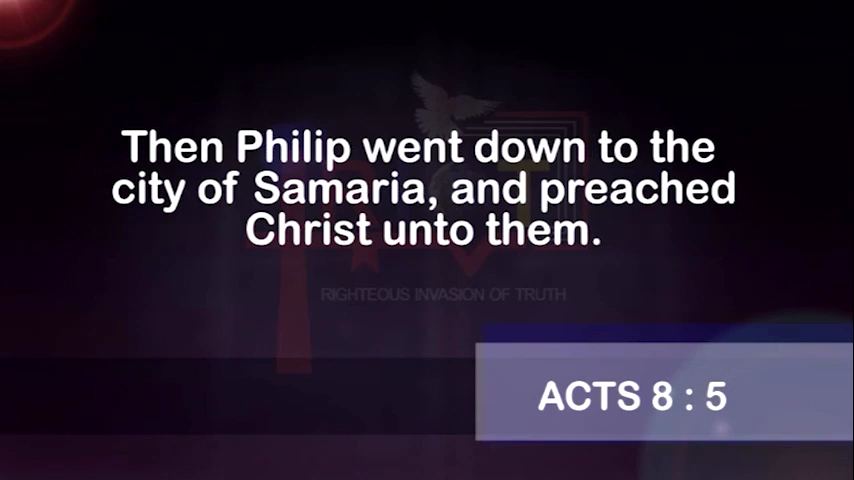 Then Philip went down to the
city of Samaria, and preached
Christ unto them.
RIGHTEOUS INVASION OF TRUTH
ACTS 8 : 5